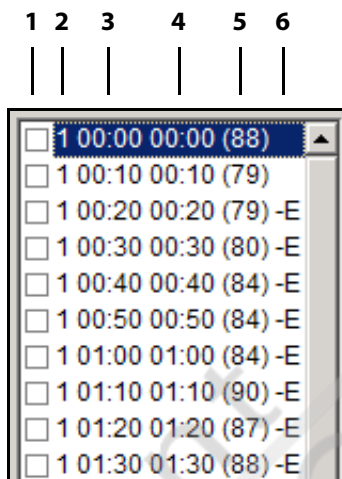 1 2 3 4 5 6
1 00:00 00:00 (88)
1 00:10 00:10 (79)
1 00:20 00:20 (79) -E
1 00:30 00:30 (80) -E
1 00:40 00:40 (84) -E
1 00:50 00:50 (84) -E
1 01:00 01:00 (84) -E
1 01:10 01:10 (90) -E
1 01:20 01:20 (87) -E
1 01:30 01:30 (88) -E